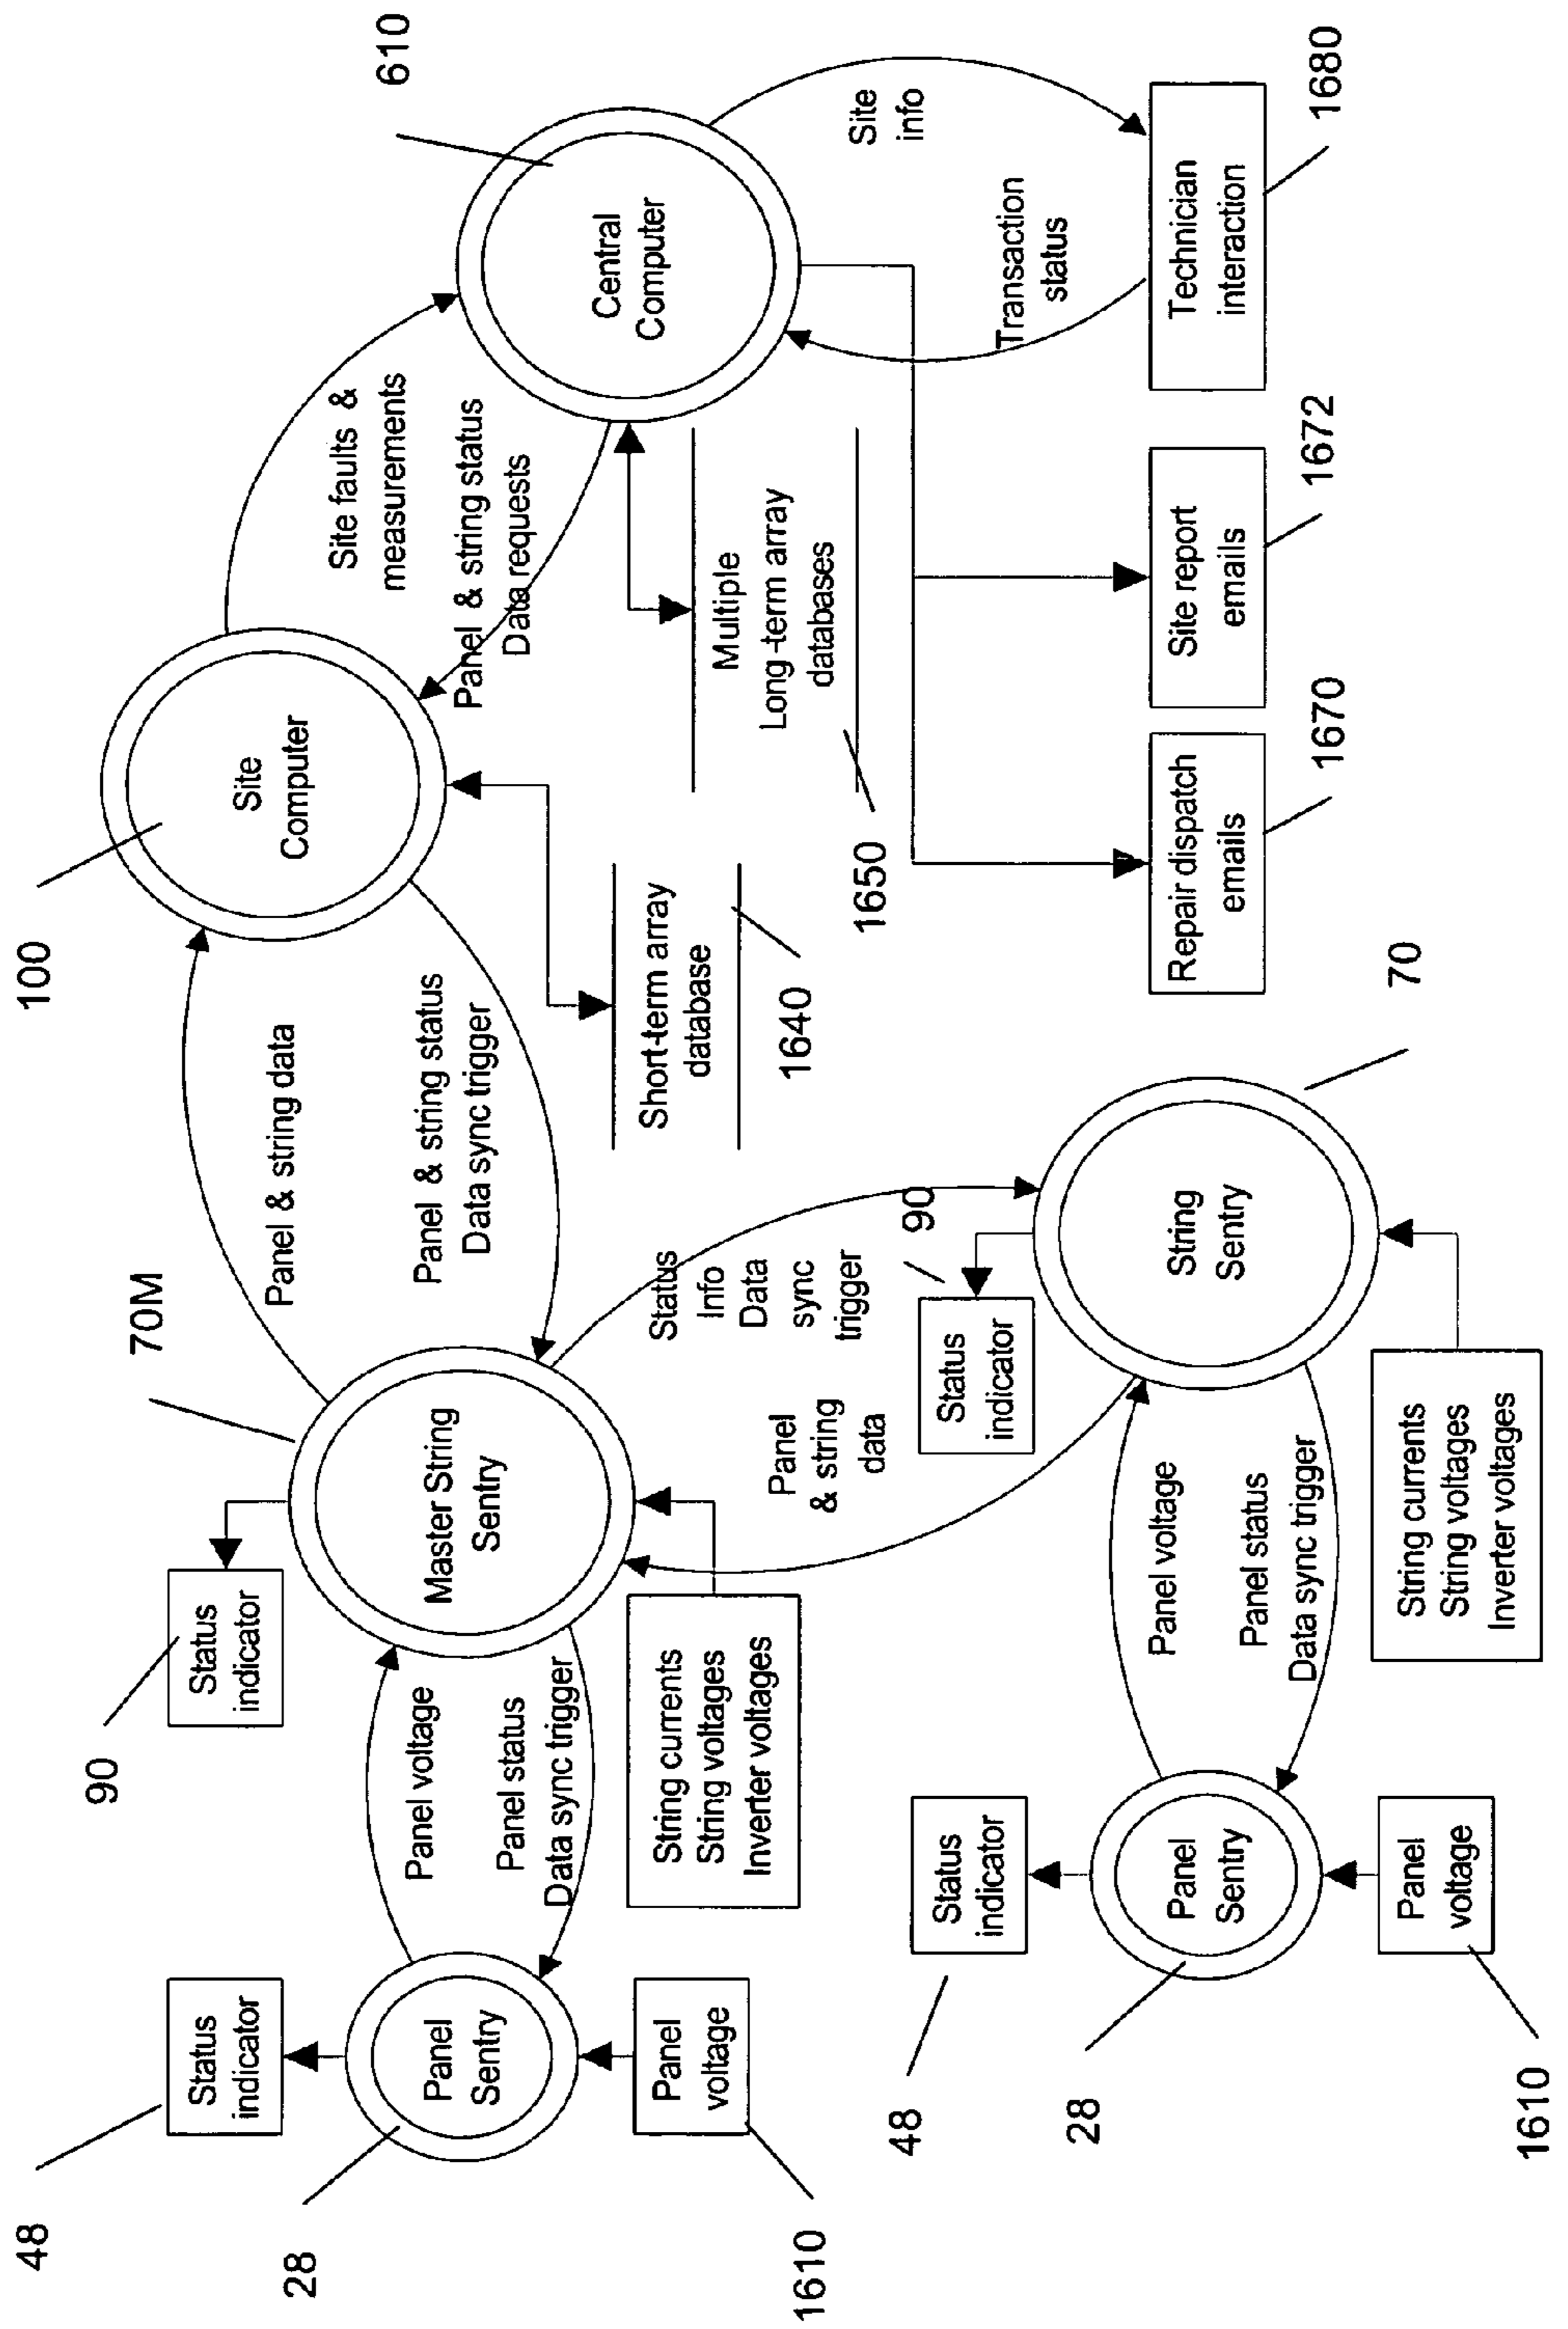 48
Status
indicator
28
Panel
Sentry
Panel
voltage
1610
90
Status
indicator
Panel voltage
Panel status
Data sync trigger
String currents
String voltages
Inverter voltages
70M
Master String
Sentry
Panel & string data
Panel & string status
Data sync trigger
100
Site
Computer
Short-term array
database
1640
Site faults &
measurements
Panel & string status
Data requests
610
Central
Computer
Multiple
Long-term array
databases
1650
Site
info
Transaction
status
Technician
interaction
1680
Site report
emails
1672
Repair dispatch
emails
1670
Status
Info Data
sync
trigger
Panel
& string
data
90
Status
indicator
String
Sentry
70
String currents
String voltages
Inverter voltages
Panel voltage
Panel status
Data sync trigger
48
Status
indicator
Panel
Sentry
28
Panel
voltage
1610